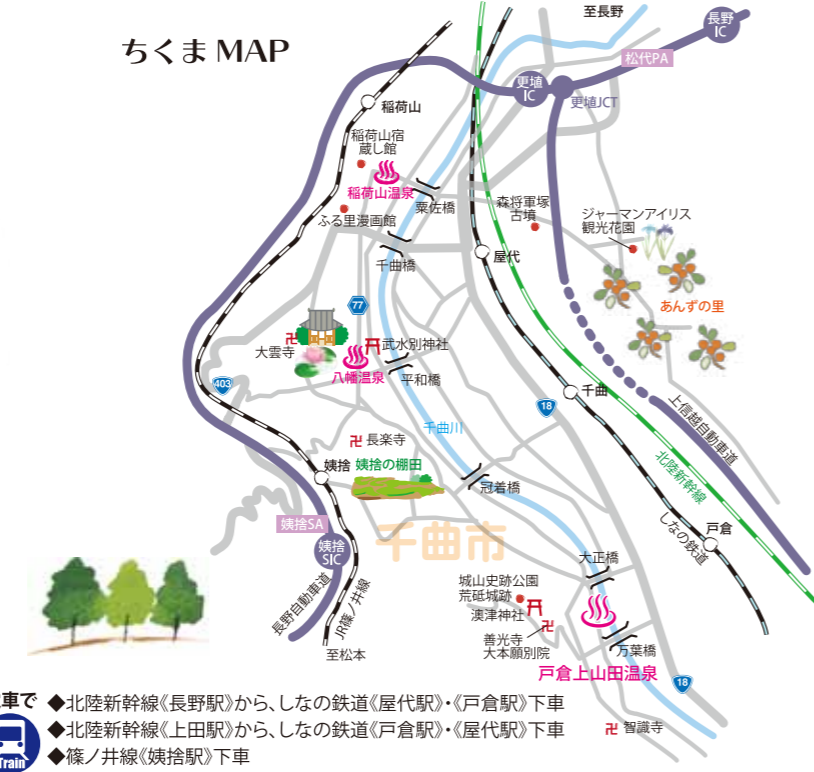 ちくまMAP
至長野
長野
IC
松代PA
更埴
IC
更埴JCT
稲荷山
稲荷山宿
蔵し館
稲荷山温泉
粟佐橋
森将軍塚
古墳
ジャーマンアイリス
観光花園
ふる里漫画館
千曲橋
屋代
あんずの里
77
大雲寺
武水別神社
八幡温泉
平和橋
403
千曲
18
上信越自動車道
千曲川
長楽寺
姨捨
姨捨の棚田
冠着橋
北陸新幹線
しなの鉄道
戸倉
姨捨SA
千曲市
姨捨
SIC
大正橋
長野自動車道
JR篠ノ井線
至松本
城山史跡公園
荒砥城跡
澳津神社
善光寺
大本願別院
万葉橋
戸倉上山田温泉
18
智識寺
車で
Train
◆北陸新幹線《長野駅》から、しなの鉄道《屋代駅》・《戸倉駅》下車
◆北陸新幹線《上田駅》から、しなの鉄道《戸倉駅》・《屋代駅》下車
◆篠ノ井線《姨捨駅》下車